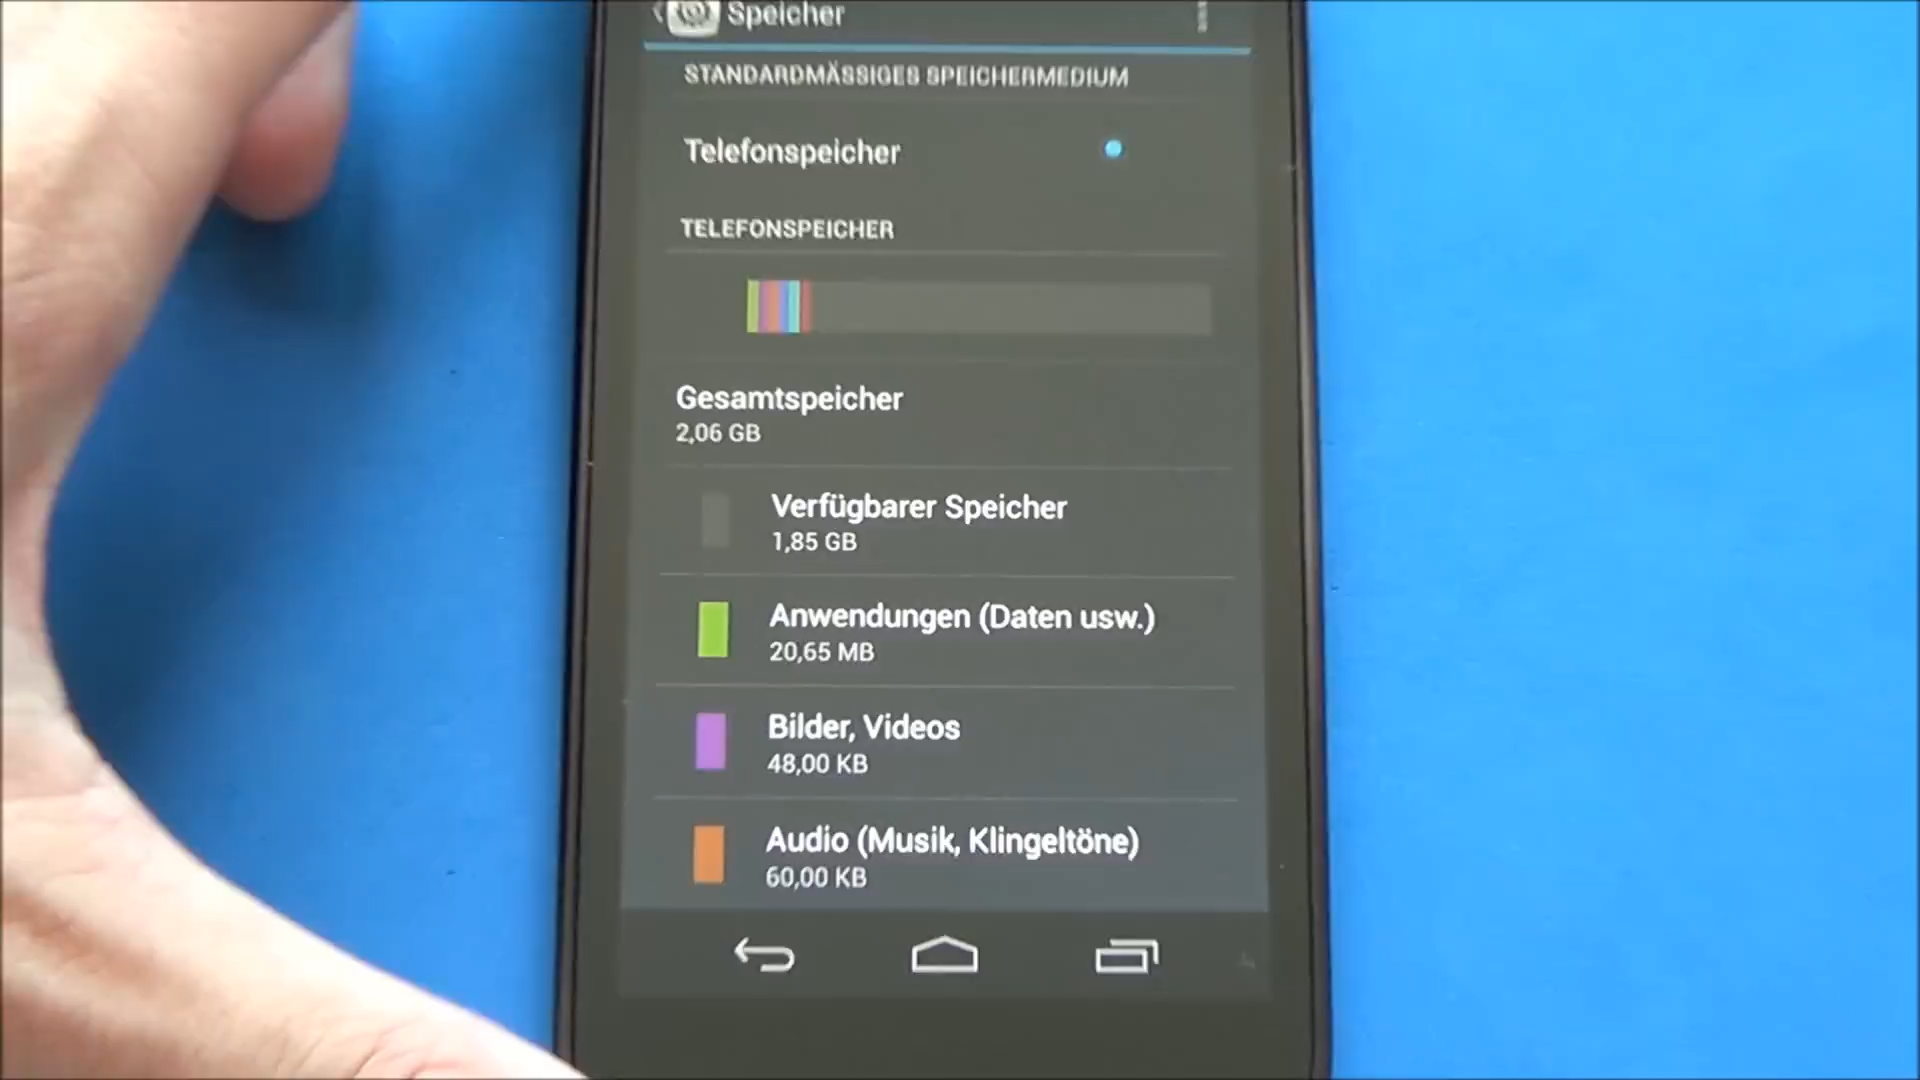 Speicher
STANDARDMÄSSIGES SPEICHERMEDIUM
Telefonspeicher
TELEFONSPEICHER
Gesamtspeicher
2,06 GB
Verfügbarer Speicher
1,85 GB
Anwendungen (Daten usw.)
20,65 MB
Bilder, Videos
48,00 KB
Audio (Musik, Klingeltöne)
60,00 KB